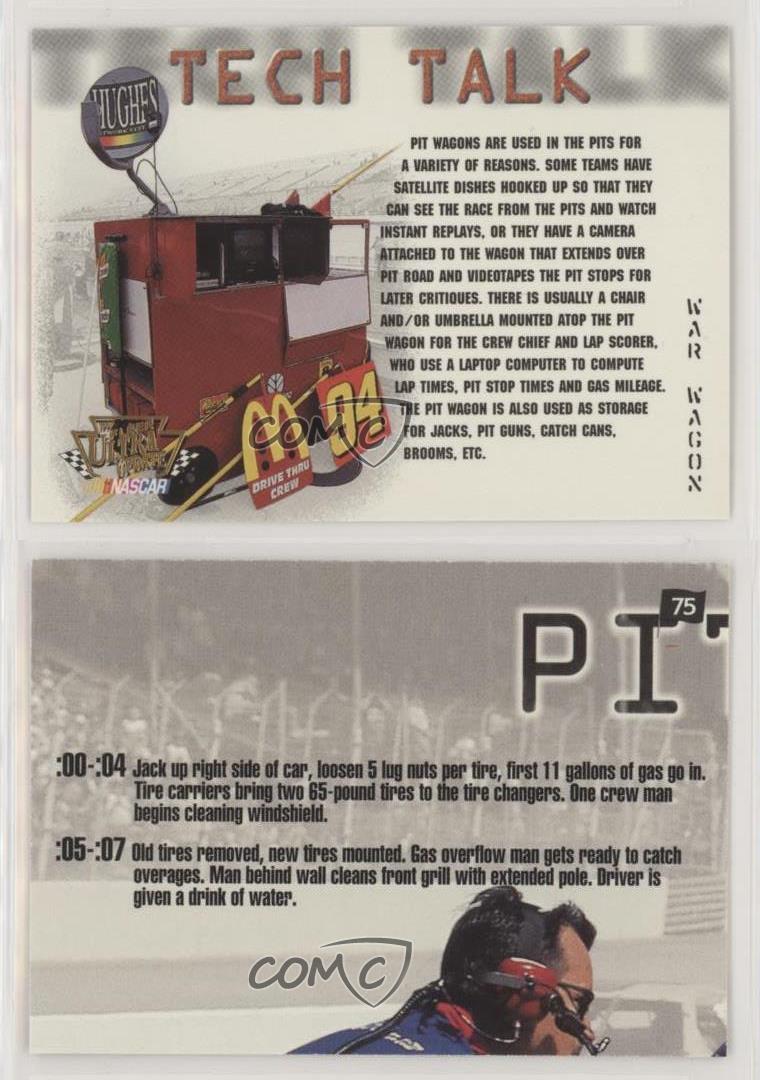 TECH TALK
HUGHES
PIT WAGONS ARE USED IN THE PITS FOR
A VARIETY OF REASONS. SOME TEAMS HAVE
SATELLITE DISHES HOOKED UP SO THAT THEY
CAN SEE THE RACE FROM THE PITS AND WATCH
INSTANT REPLAYS, OR THEY HAVE A CAMERA
ATTACHED TO THE WAGON THAT EXTENDS OVER
PIT ROAD AND VIDEOTAPES THE PIT STOPS FOR
LATER CRITIQUES. THERE IS USUALLY A CHAIR
AND/OR UMBRELLA MOUNTED ATOP THE PIT
WAGON FOR THE CREW CHIEF AND LAP SCORER,
WHO USE A LAPTOP COMPUTER TO COMPUTE
LAP TIMES, PIT STOP TIMES AND GAS MILEAGE.
THE PIT WAGON IS ALSO USED AS STORAGE
FOR JACKS, PIT GUNS, CATCH CANS,
BROOMS, ETC.
WAR WAGON
94
DRIVE THRU
CREW
ULTRA
UPDATE
NASCAR
COMC
75
PIT
:00-:04 Jack up right side of car, loosen 5 lug nuts per tire, first 11 gallons of gas go in.
Tire carriers bring two 65-pound tires to the tire changers. One crew man
begins cleaning windshield.
:05-:07 Old tires removed, new tires mounted. Gas overflow man gets ready to catch
overages. Man behind wall cleans front grill with extended pole. Driver is
given a drink of water.
COMC